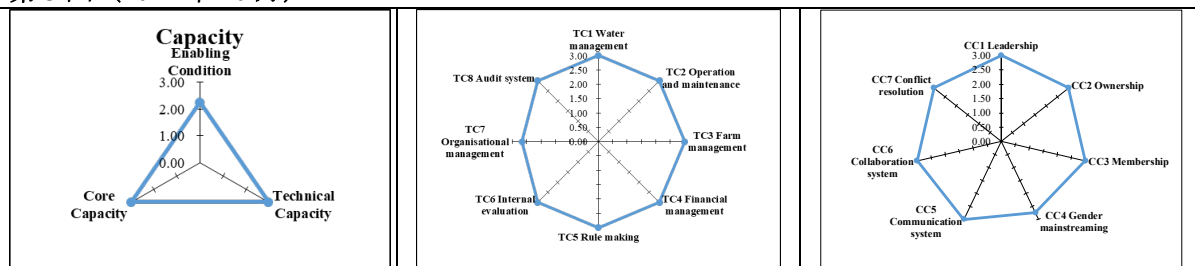 Capacity
Enabling
Condition
3.00
2.00
1.00
0.00
Core
Capacity
Technical
Capacity
TC1 Water
management
3.00
2.50
2.00
1.50
1.00
0.50
0.00
TC2 Operation
and maintenance
TC3 Farm
management
TC4 Financial
management
TC5 Rule making
TC6 Internal
evaluation
TC7
Organisational
management
TC8 Audit system
CC1 Leadership
3.00
2.50
2.00
1.50
1.00
0.50
0.00
CC2 Ownership
CC3 Membership
CC4 Gender
mainstreaming
CC5
Communication
system
CC6
Collaboration
system
CC7 Conflict
resolution